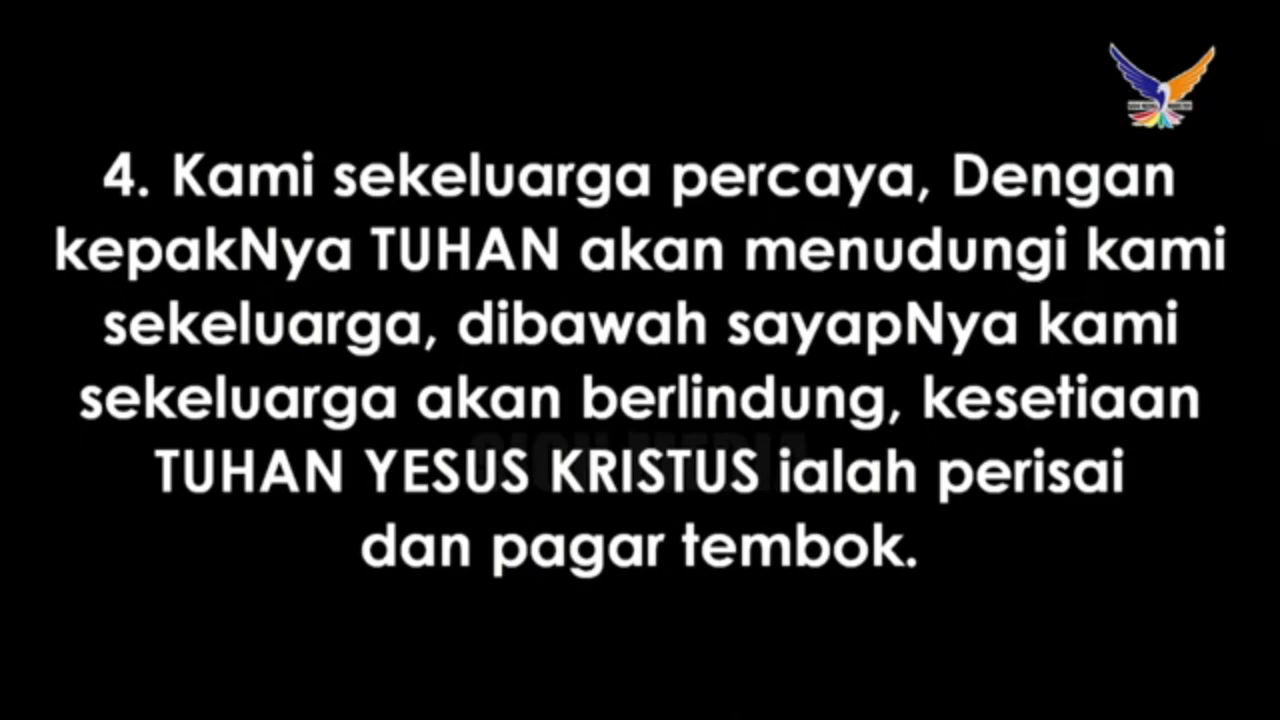 4. Kami sekeluarga percaya, Dengan
kepakNya TUHAN akan menudungi kami
sekeluarga, dibawah sayapNya kami
sekeluarga akan berlindung, kesetiaan
TUHAN YESUS KRISTUS ialah perisai
dan pagar tembok.